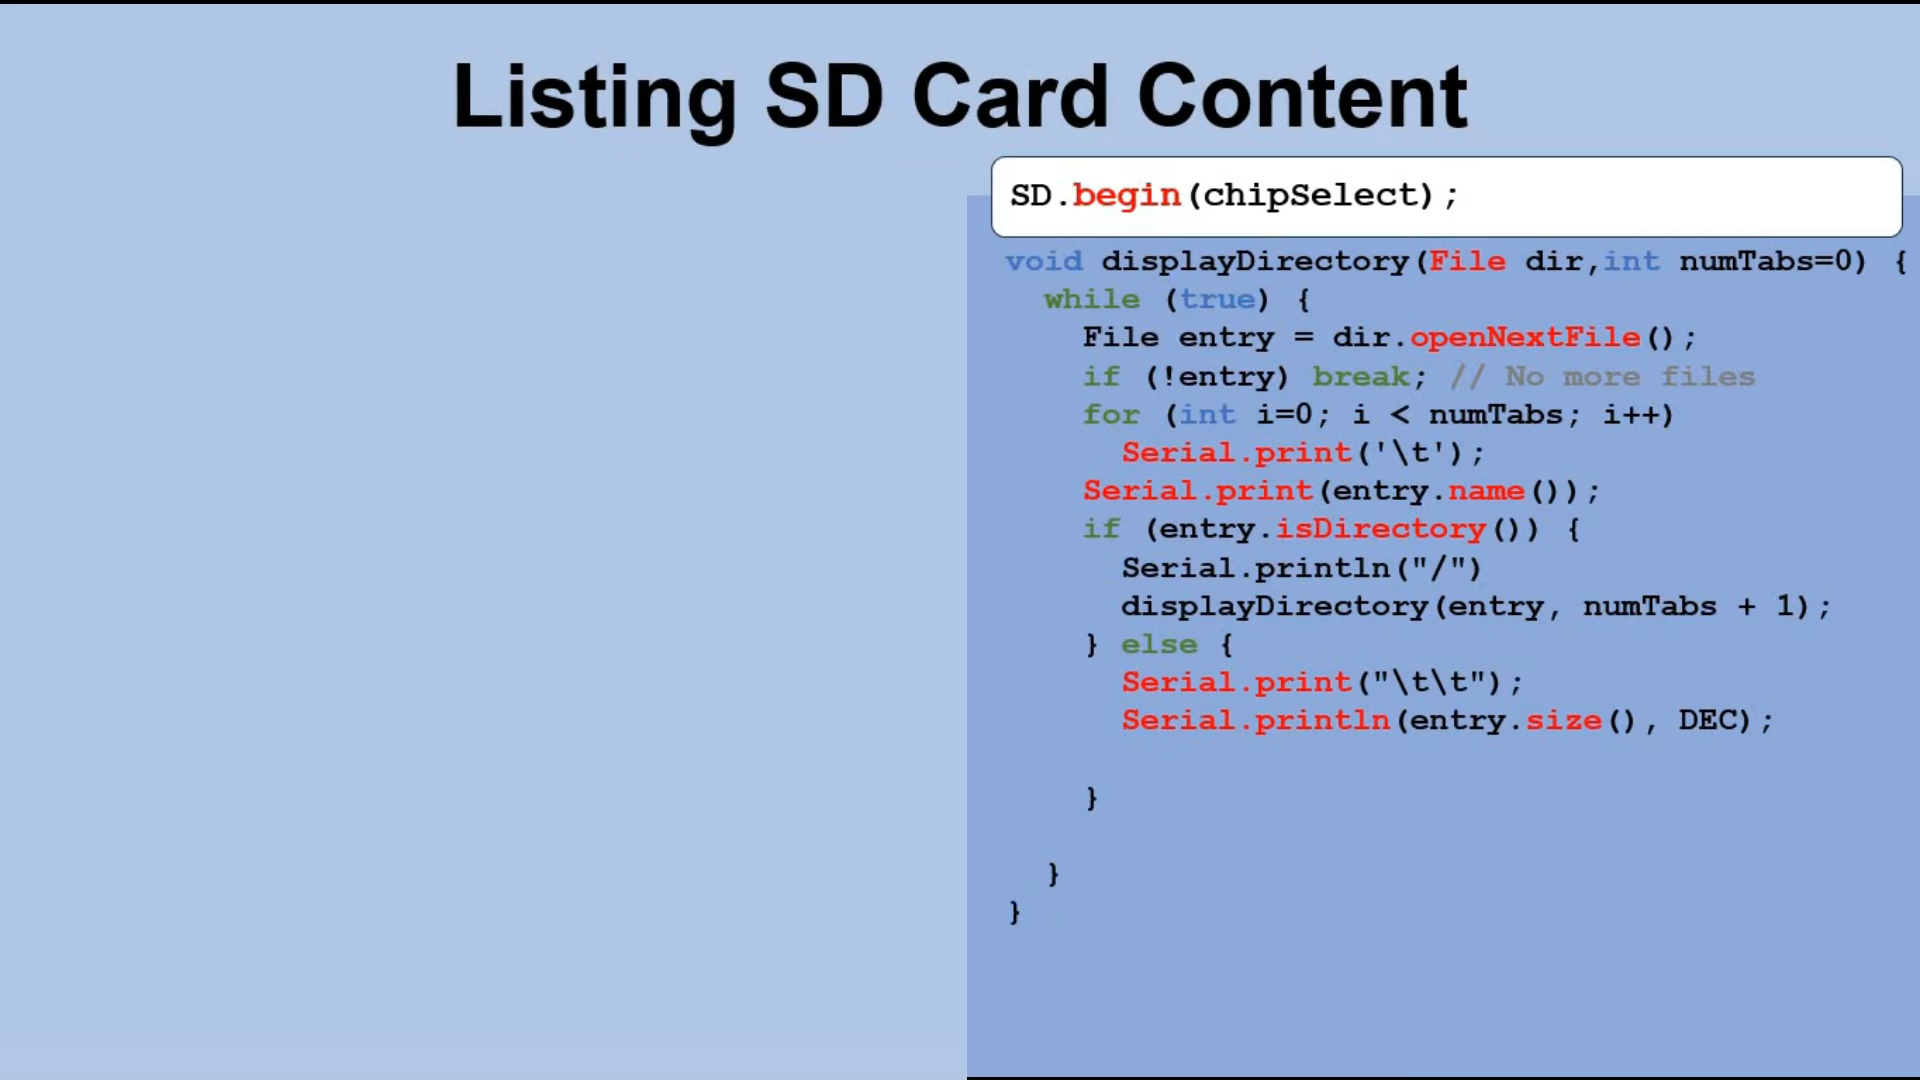 Listing SD Card Content
SD.begin(chipSelect);
void displayDirectory(File dir,int numTabs=0) {
while (true) {
File entry = dir.openNextFile();
if (!entry) break; // No more files
for (int i=0; i < numTabs; i++)
Serial.print('\t');
Serial.print(entry.name());
if (entry.isDirectory()) {
Serial.println("/")
displayDirectory(entry, numTabs + 1);
} else {
Serial.print("\t\t");
Serial.println(entry.size(), DEC);
}
}
}